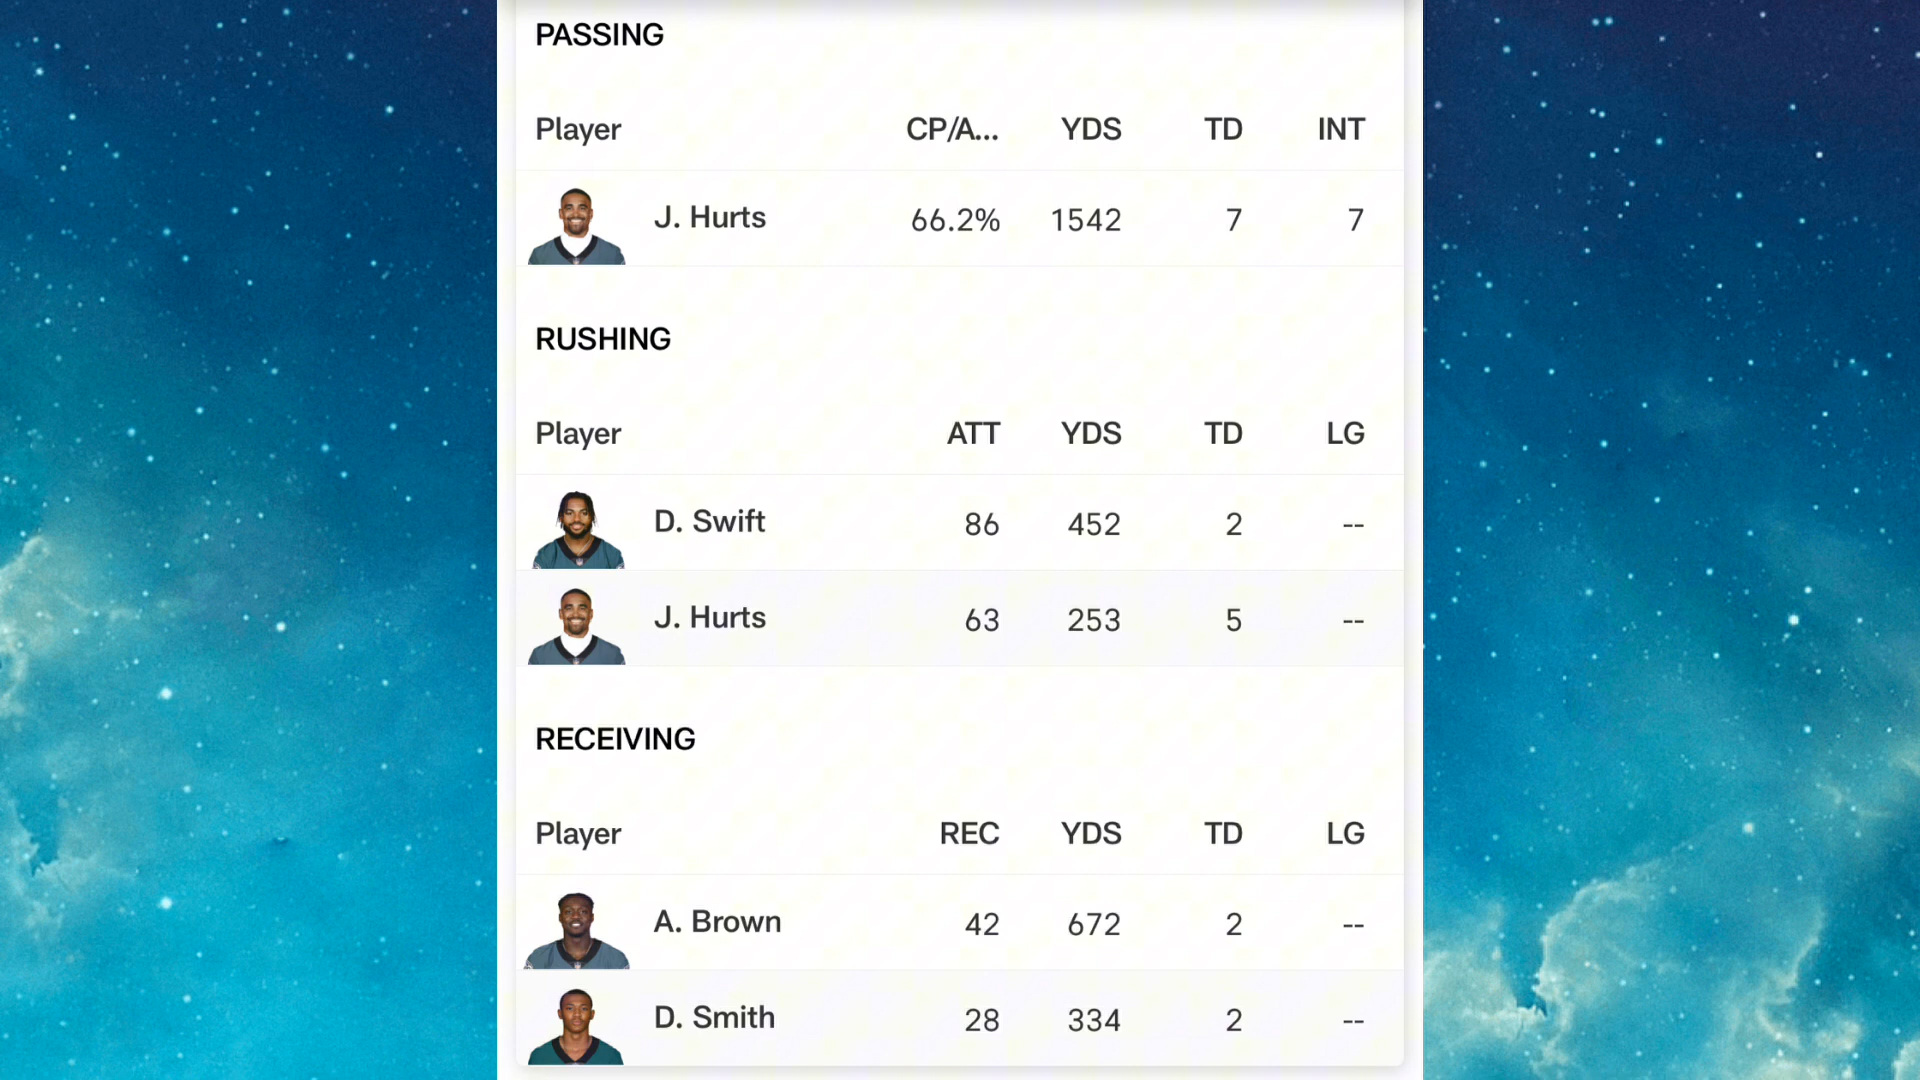 PASSING
Player CP/A... YDS TD INT
J. Hurts 66.2% 1542 7 7
RUSHING
Player ATT YDS TD LG
D. Swift 86 452 2 --
J. Hurts 63 253 5 --
RECEIVING
Player REC YDS TD LG
A. Brown 42 672 2 --
D. Smith 28 334 2 --